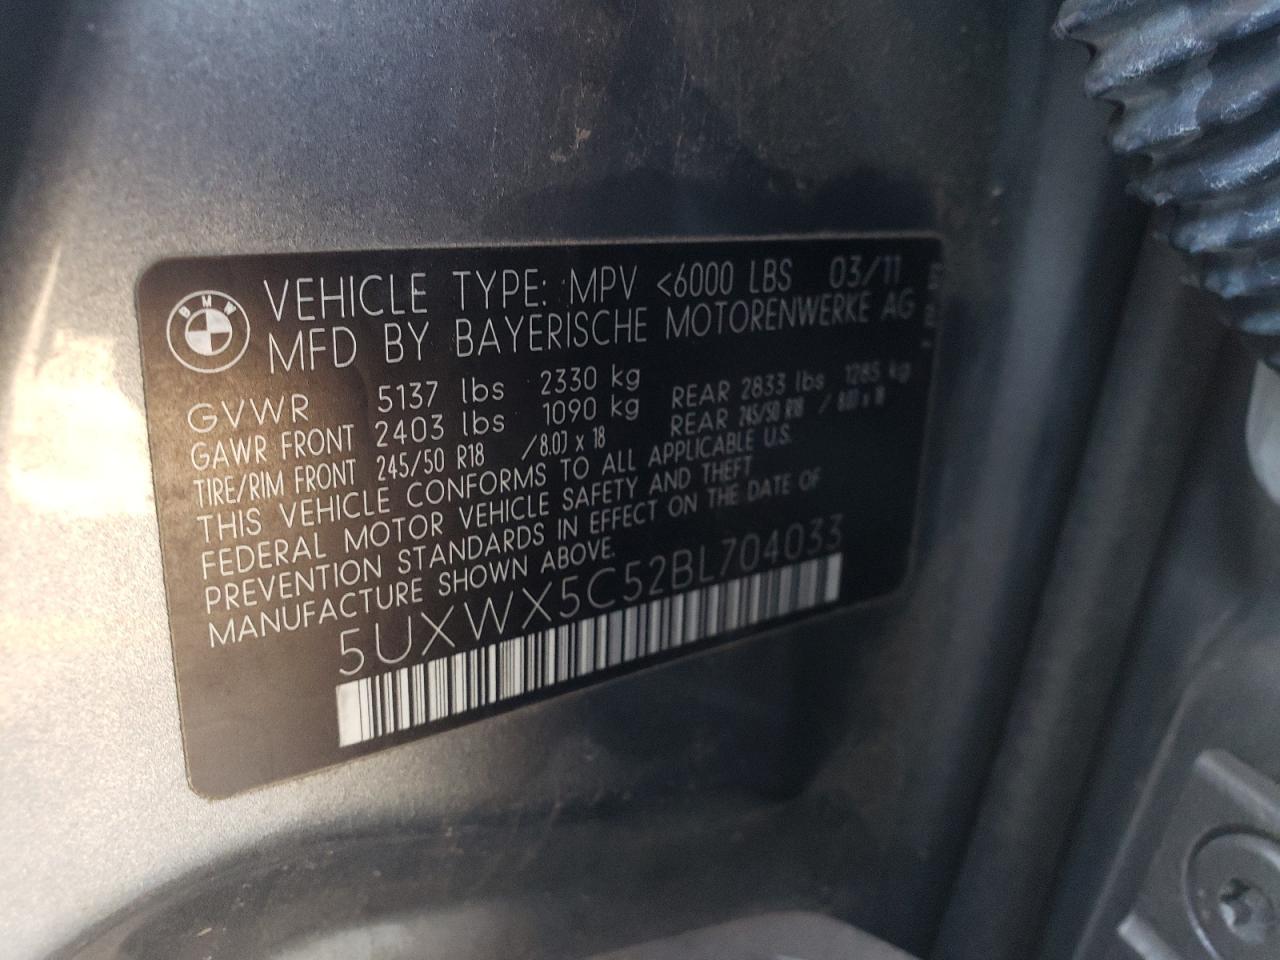 BMW
VEHICLE TYPE: MPV <6000 LBS 03/11
MFD BY BAYERISCHE MOTORENWERKE AG
GVWR 5137 lbs 2330 kg
GAWR FRONT 2403 lbs 1090 kg REAR 2833 lbs 1285 kg
TIRE/RIM FRONT 245/50 R18 /8.0J x 18 REAR 245/50 R18 / 8.0J x 18
THIS VEHICLE CONFORMS TO ALL APPLICABLE U.S.
FEDERAL MOTOR VEHICLE SAFETY AND THEFT
PREVENTION STANDARDS IN EFFECT ON THE DATE OF
MANUFACTURE SHOWN ABOVE.
5UXWX5C52BL704033